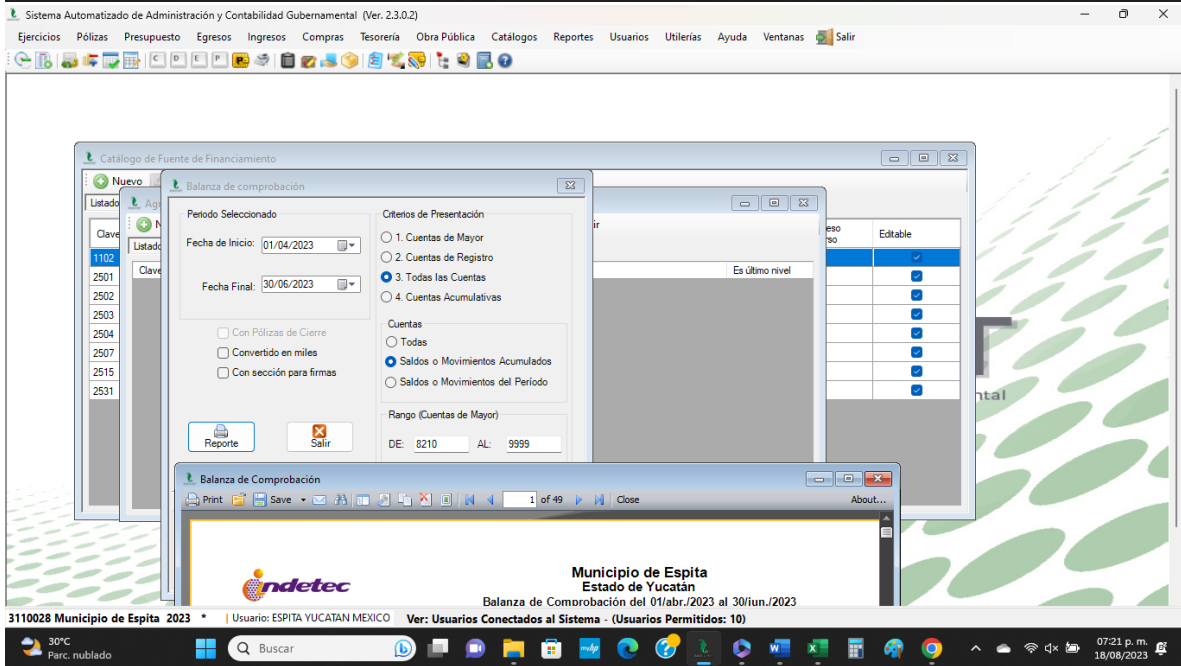 Sistema Automatizado de Administración y Contabilidad Gubernamental (Ver. 2.3.0.2)
Ejercicios Pólizas Presupuesto Egresos Ingresos Compras Tesorería Obra Pública Catálogos Reportes Usuarios Utilerías Ayuda Ventanas Salir
C D E P P
Catálogo de Fuente de Financiamiento
Nuevo
Listado
Clave
Editable
1102
2501
2502
2503
2504
2507
2515
2531
Listado
Clave
Es último nivel
Balanza de comprobación
Periodo Seleccionado
Fecha de Inicio: 01/04/2023
Fecha Final: 30/06/2023
Con Pólizas de Cierre
Convertido en miles
Con sección para firmas
Criterios de Presentación
1. Cuentas de Mayor
2. Cuentas de Registro
3. Todas las Cuentas
4. Cuentas Acumulativas
Cuentas
Todas
Saldos o Movimientos Acumulados
Saldos o Movimientos del Período
Rango (Cuentas de Mayor)
DE: 8210 AL: 9999
Reporte Salir
Balanza de Comprobación
Print Save 1 of 49 Close About...
indetec
Municipio de Espita
Estado de Yucatán
Balanza de Comprobación del 01/abr./2023 al 30/jun./2023
3110028 Municipio de Espita 2023 * | Usuario: ESPITA YUCATAN MEXICO Ver: Usuarios Conectados al Sistema - (Usuarios Permitidos: 10)
30°C
Parc. nublado
Buscar
07:21 p. m.
18/08/2023